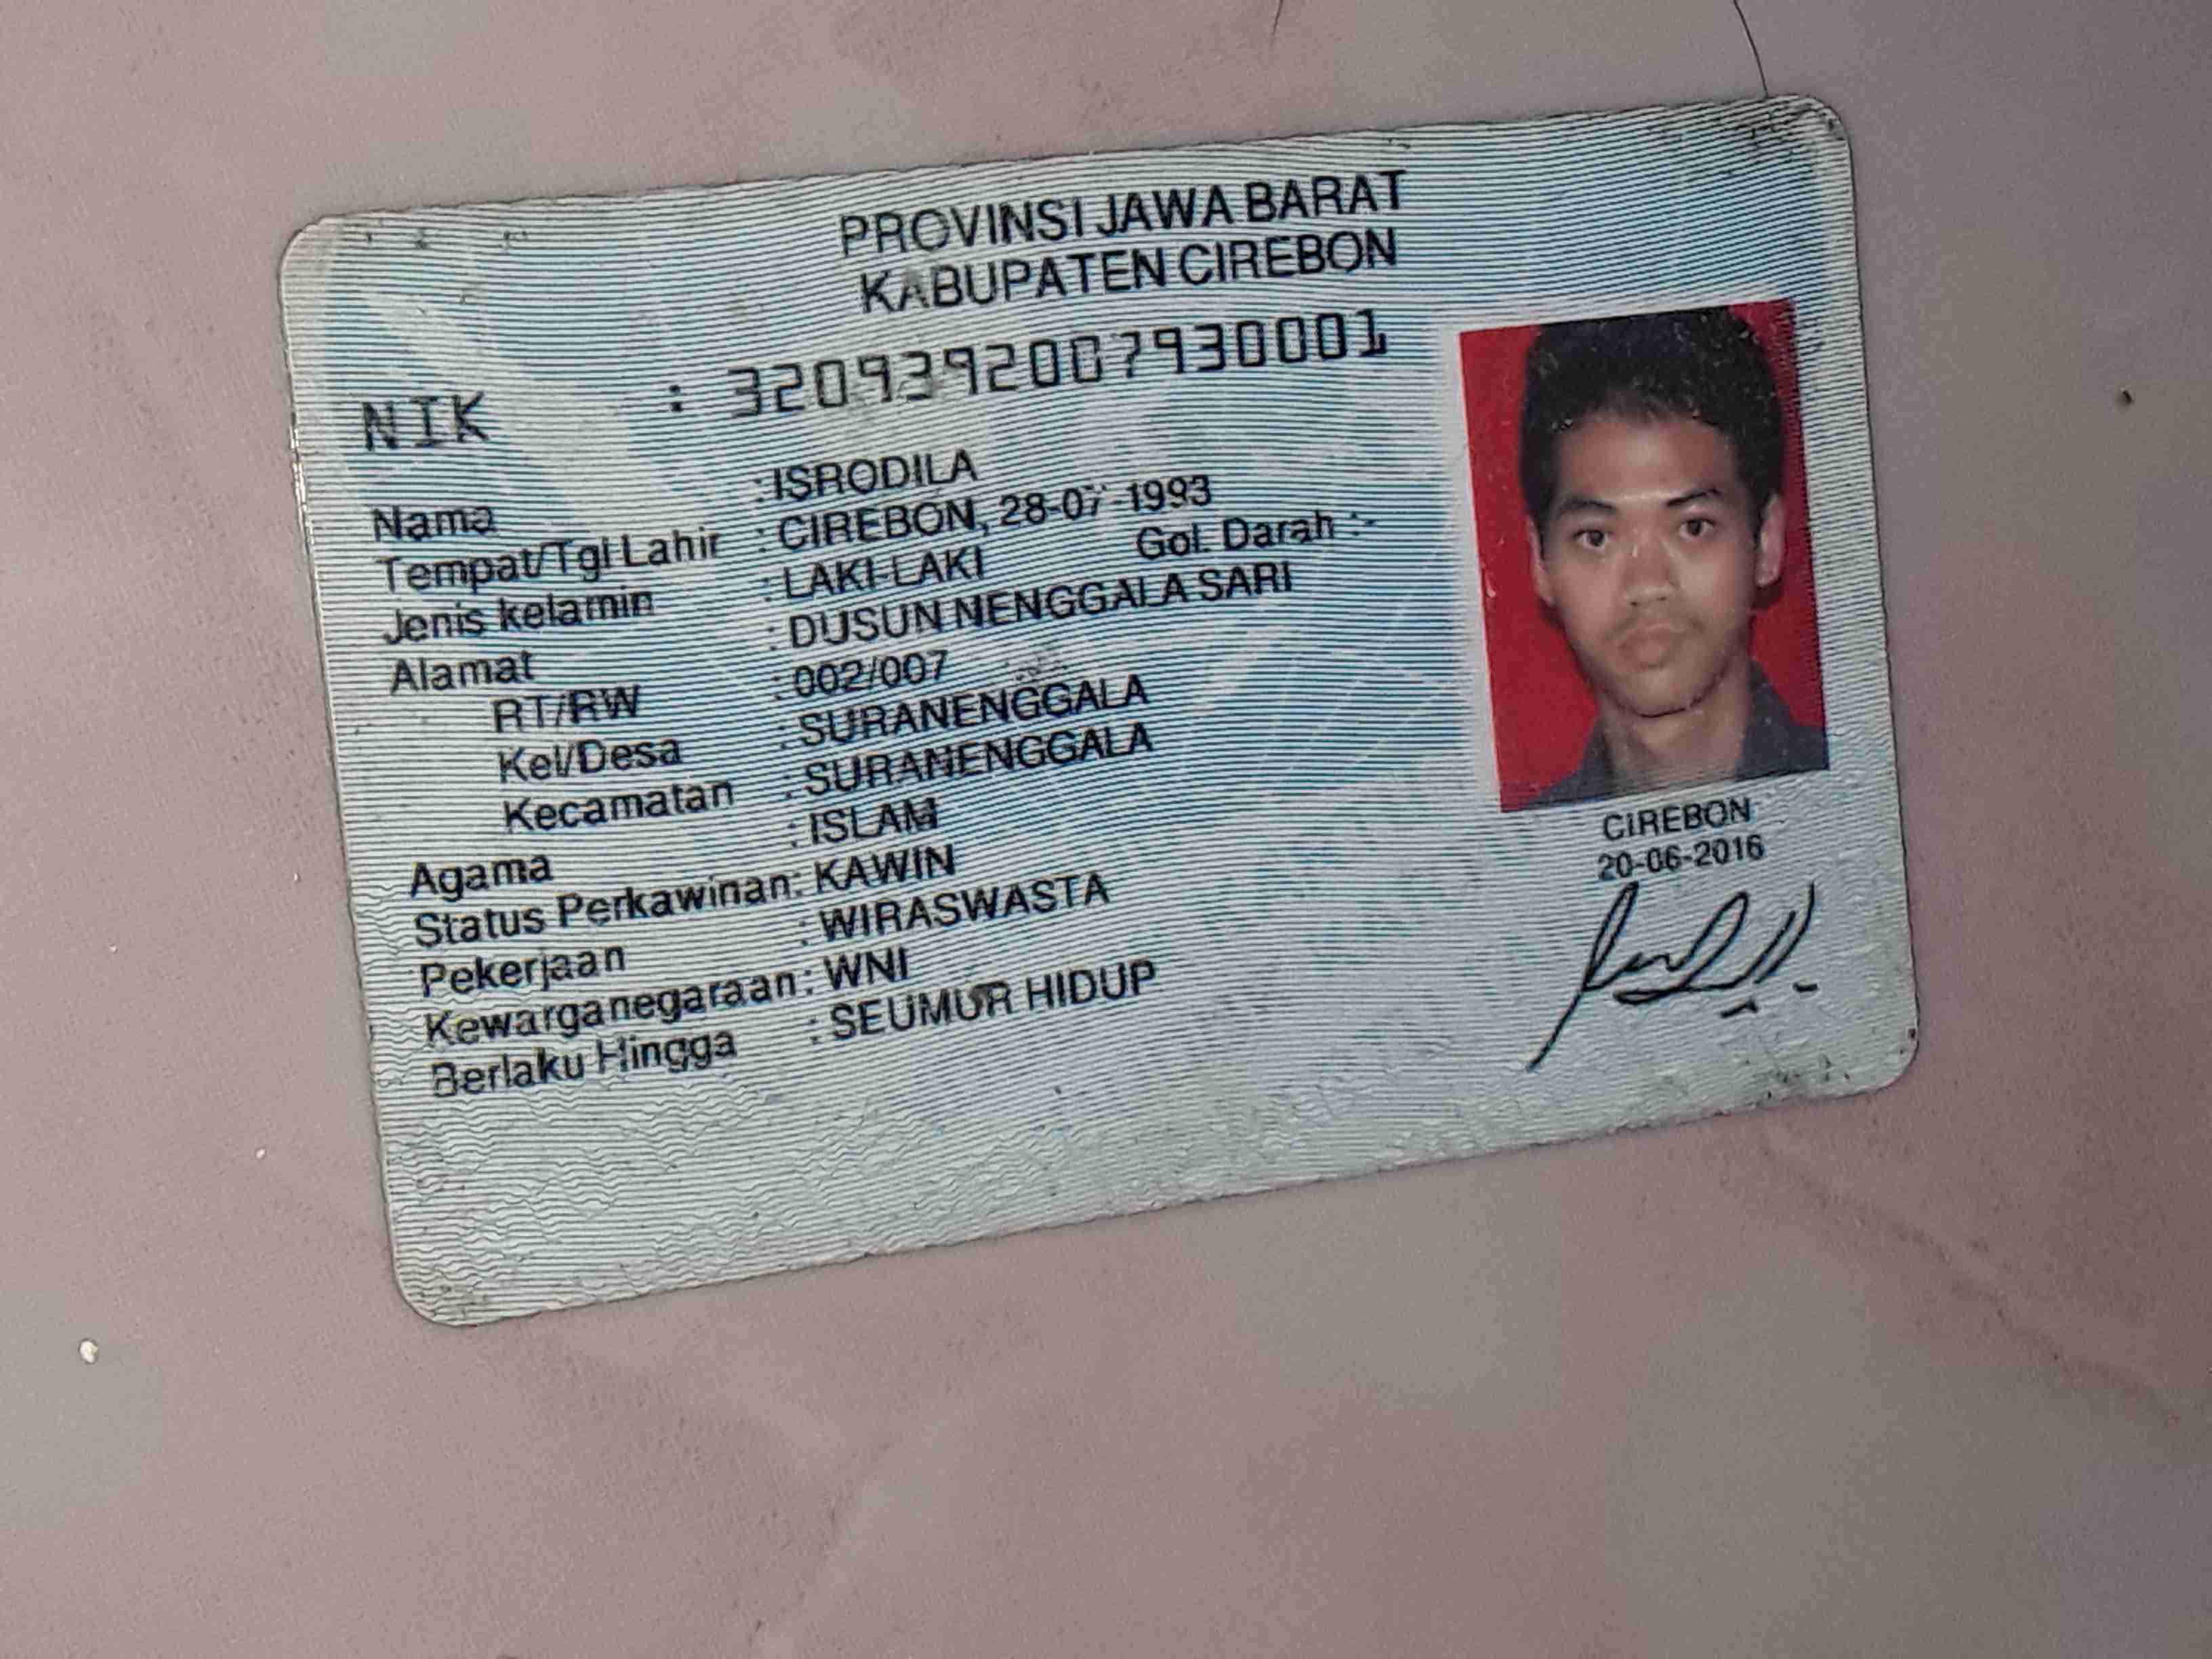 PROVINSI JAWA BARAT
KABUPATEN CIREBON
NIK : 3209392007930001
Nama : ISRODILA
Tempat/Tgl Lahir : CIREBON, 28-07-1993
Jenis kelamin : LAKI-LAKI Gol. Darah :-
Alamat : DUSUN NENGGALA SARI
RT/RW : 002/007
Kel/Desa : SURANENGGALA
Kecamatan : SURANENGGALA
Agama : ISLAM
Status Perkawinan: KAWIN
Pekerjaan : WIRASWASTA
Kewarganegaraan: WNI
Berlaku Hingga : SEUMUR HIDUP
CIREBON
20-06-2016